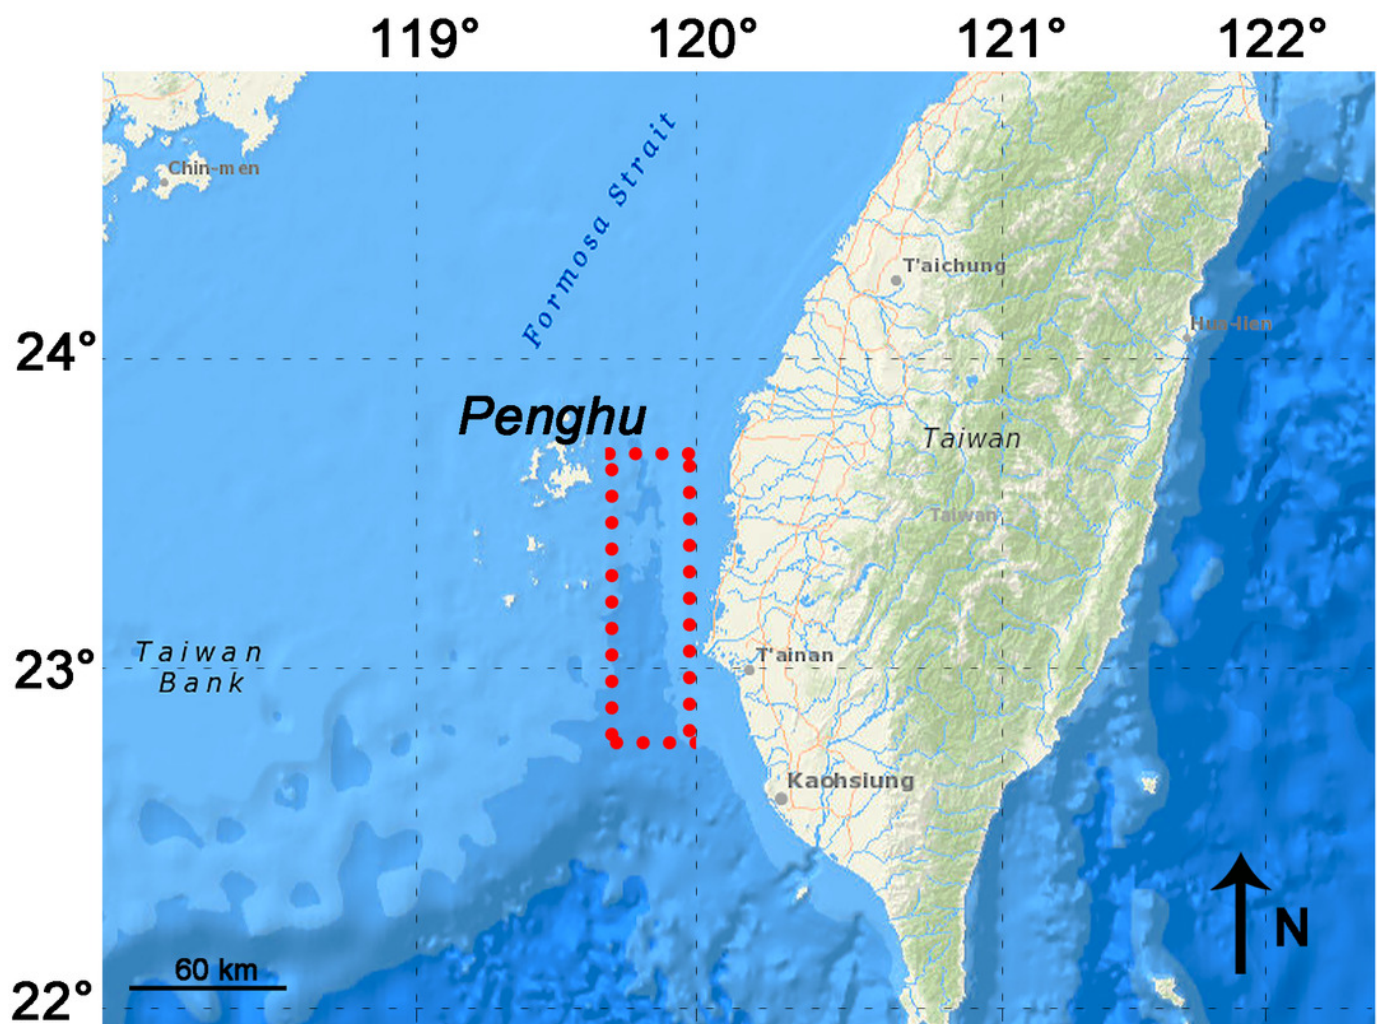 119° 120° 121° 122°
Formosa Strait
Chin-men
T'aichung
Hua-lien
24°
Penghu
Taiwan
Taiwan
23°
Taiwan
Bank
T'ainan
Kaohsiung
N
60 km
22°